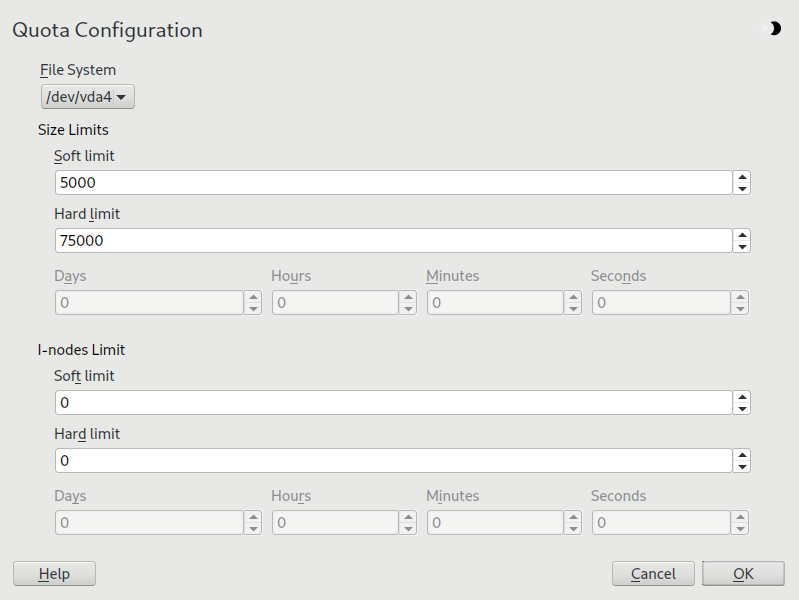 Quota Configuration
File System
/dev/vda4
Size Limits
Soft limit
5000
Hard limit
75000
Days Hours Minutes Seconds
0 0 0 0
I-nodes Limit
Soft limit
0
Hard limit
0
Days Hours Minutes Seconds
0 0 0 0
Help Cancel OK